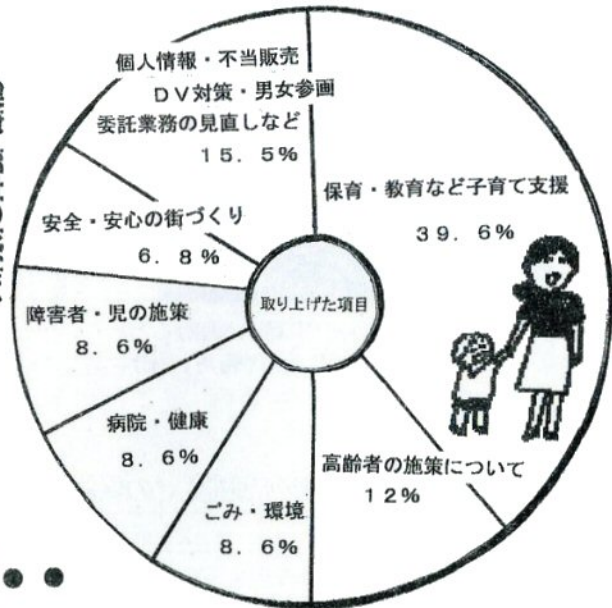 個人情報・不当販売
DV対策・男女参画
委託業務の見直しなど
15.5%
保育・教育など子育て支援
39.6%
安全・安心の街づくり
6.8%
取り上げた項目
障害者・児の施策
8.6%
病院・健康
8.6%
高齢者の施策について
12%
ごみ・環境
8.6%